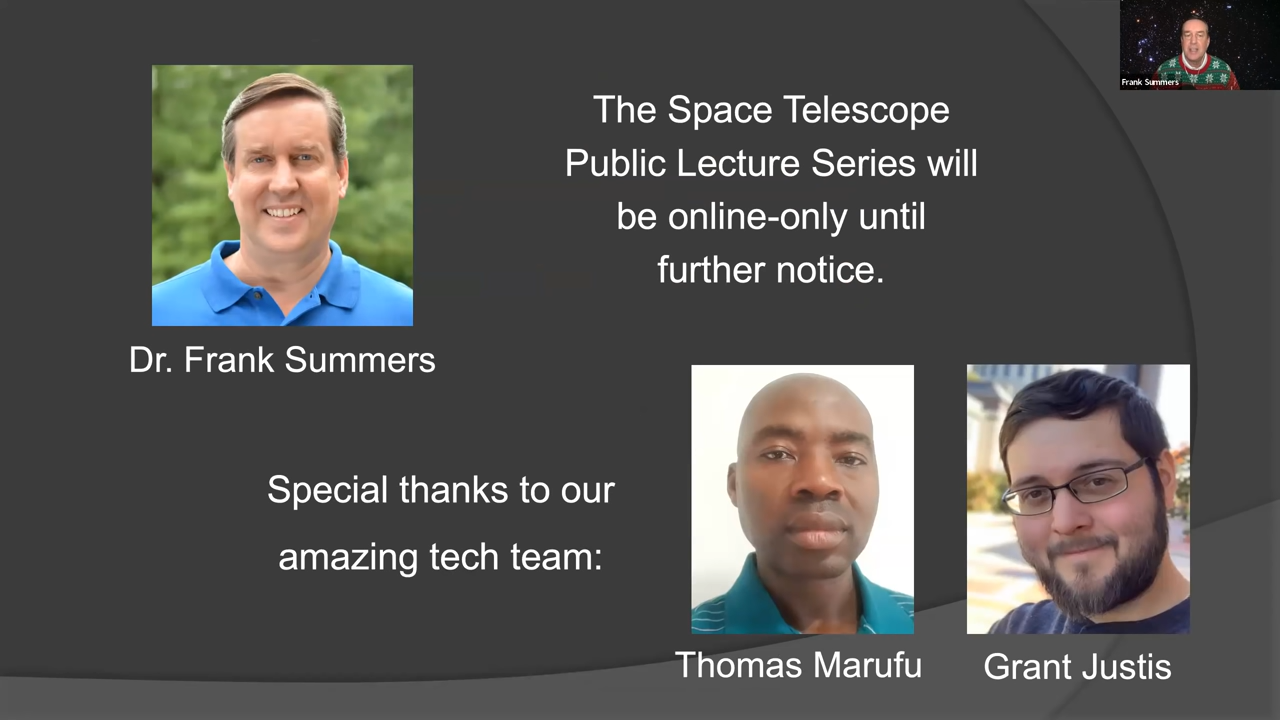 Frank Summers
The Space Telescope
Public Lecture Series will
be online-only until
further notice.
Dr. Frank Summers
Special thanks to our
amazing tech team:
Thomas Marufu
Grant Justis